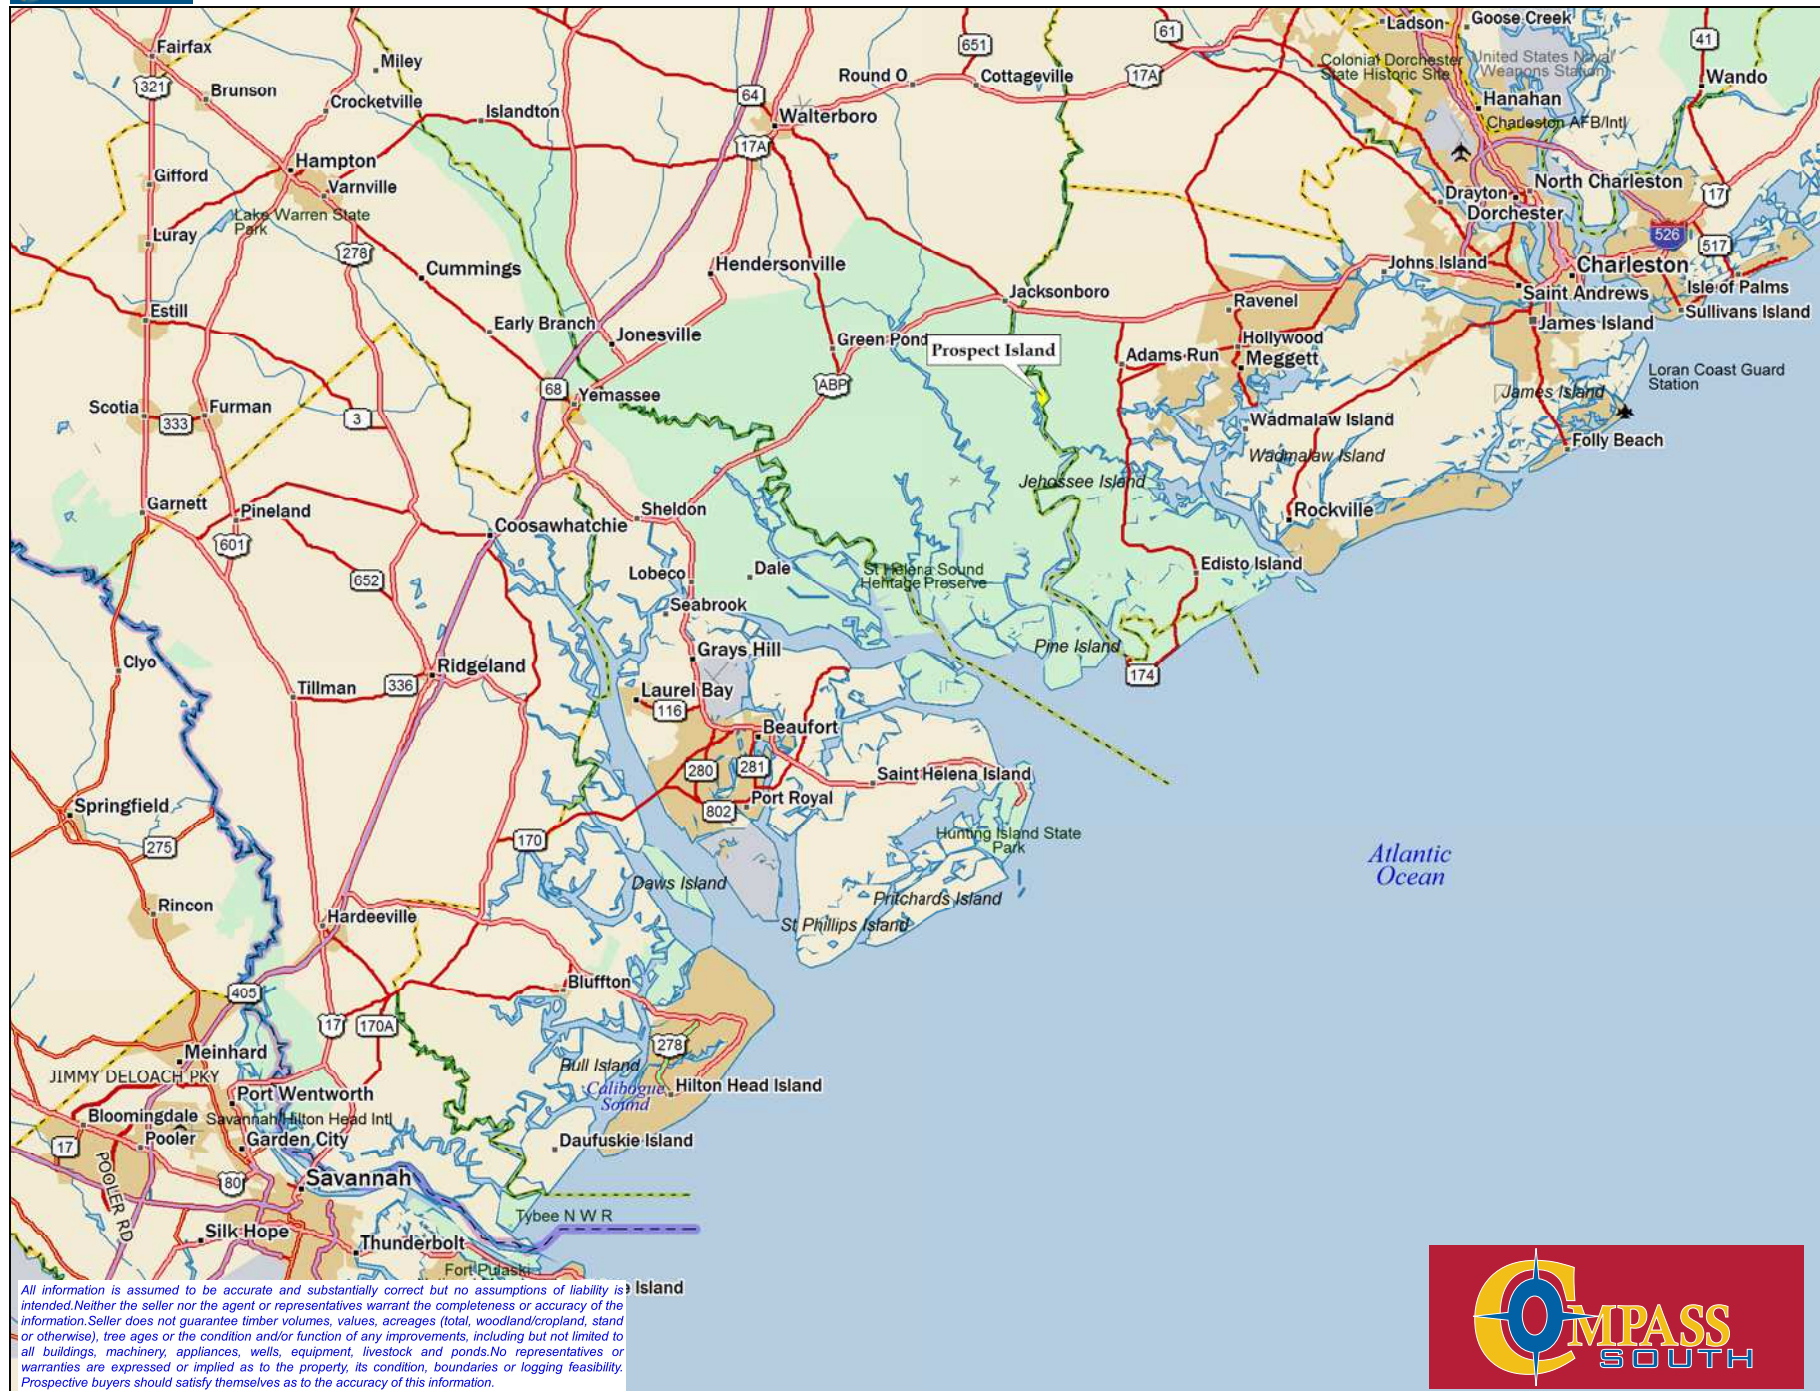 Fairfax
Miley
321
Brunson
Crocketville
Islandton
Gifford
Hampton
Varnville
Lake Warren State
Park
Luray
278
Cummings
Estill
Early Branch
Jonesville
68
Yemassee
Scotia
333
Furman
3
Garnett
Pineland
601
Coosawhatchie
652
Clyo
Tillman
336
Ridgeland
Springfield
275
Rincon
Hardeeville
405
17
170A
Meinhard
JIMMY DELOACH PKY
Port Wentworth
Bloomingdale
Savannah/Hilton Head Intl
Pooler
Garden City
17
POOLER RD
80
Savannah
Silk Hope
Thunderbolt
Fort Pulaski
Tybee N W R
e Island
64
Walterboro
17A
Round O
651
Cottageville
17A
61
Hendersonville
Jacksonboro
Green Pond
Prospect Island
ABP
Adams Run
Sheldon
Lobeco
Dale
Seabrook
St Helena Sound
Heritage Preserve
Jehossee Island
Pine Island
Grays Hill
Laurel Bay
116
Beaufort
280
281
802
Port Royal
Saint Helena Island
Hunting Island State
Park
170
Daws Island
Pritchards Island
St Phillips Island
Bluffton
278
Bull Island
Calibogue
Sound
Hilton Head Island
Daufuskie Island
Ladson
Goose Creek
Colonial Dorchester
State Historic Site
United States Naval
Weapons Station
41
Wando
Hanahan
Charleston AFB/Intl
Drayton
North Charleston
Dorchester
17
526
517
Charleston
Johns Island
Saint Andrews
Isle of Palms
Sullivans Island
James Island
Ravenel
Hollywood
Meggett
Loran Coast Guard
Station
James Island
Wadmalaw Island
Wadmalaw Island
Folly Beach
Rockville
Edisto Island
174
Atlantic
Ocean
All information is assumed to be accurate and substantially correct but no assumptions of liability is
intended.Neither the seller nor the agent or representatives warrant the completeness or accuracy of the
information.Seller does not guarantee timber volumes, values, acreages (total, woodland/cropland, stand
or otherwise), tree ages or the condition and/or function of any improvements, including but not limited to
all buildings, machinery, appliances, wells, equipment, livestock and ponds.No representatives or
warranties are expressed or implied as to the property, its condition, boundaries or logging feasibility.
Prospective buyers should satisfy themselves as to the accuracy of this information.
COMPASS
SOUTH